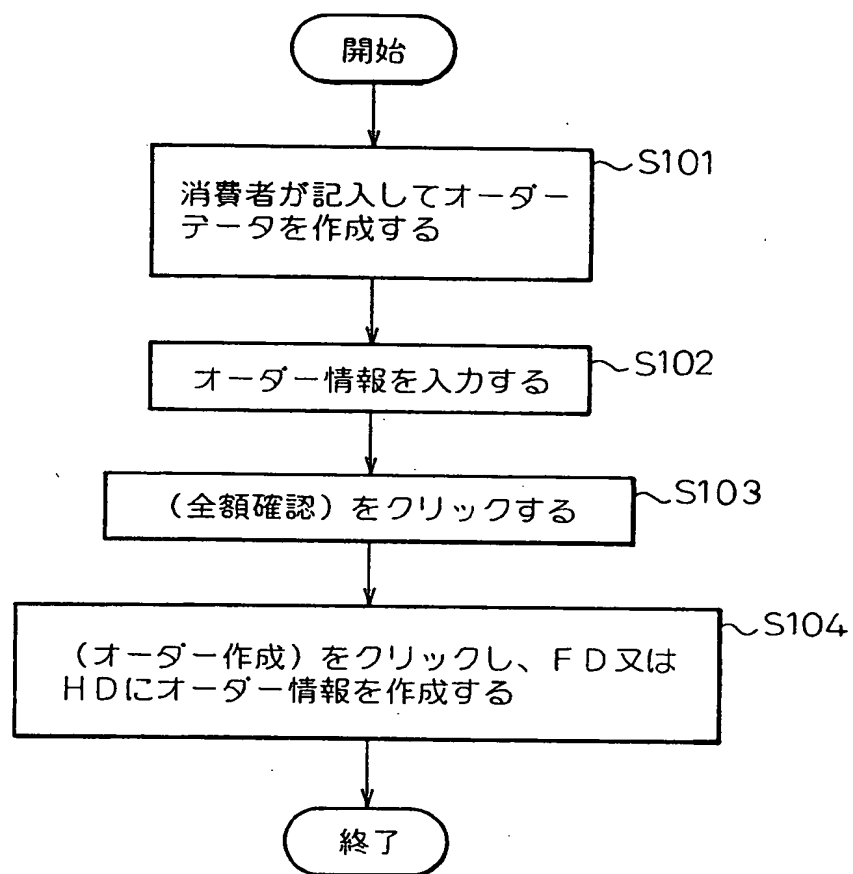 開始
S101
消費者が記入してオーダー
データを作成する
S102
オーダー情報を入力する
S103
(全額確認)をクリックする
S104
(オーダー作成)をクリックし、FD又は
HDにオーダー情報を作成する
終了